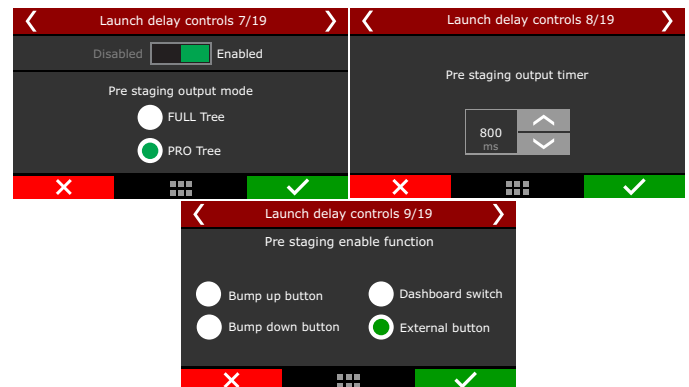 Launch delay controls 7/19
Disabled Enabled
Pre staging output mode
FULL Tree
PRO Tree
Launch delay controls 8/19
Pre staging output timer
800
ms
Launch delay controls 9/19
Pre staging enable function
Bump up button
Dashboard switch
Bump down button
External button